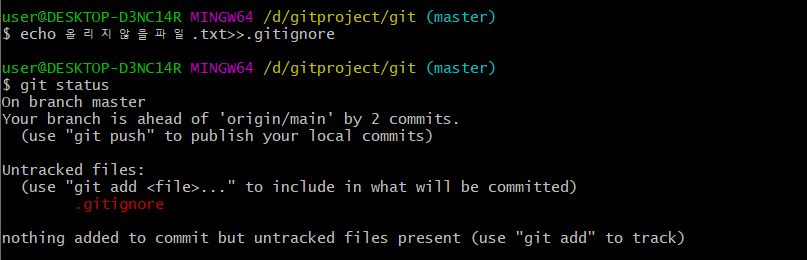 user@DESKTOP-D3NC14R MINGW64 /d/gitproject/git (master)
$ echo 올리지않을파일.txt>>.gitignore
user@DESKTOP-D3NC14R MINGW64 /d/gitproject/git (master)
$ git status
On branch master
Your branch is ahead of 'origin/main' by 2 commits.
(use "git push" to publish your local commits)
Untracked files:
(use "git add <file>..." to include in what will be committed)
.gitignore
nothing added to commit but untracked files present (use "git add" to track)